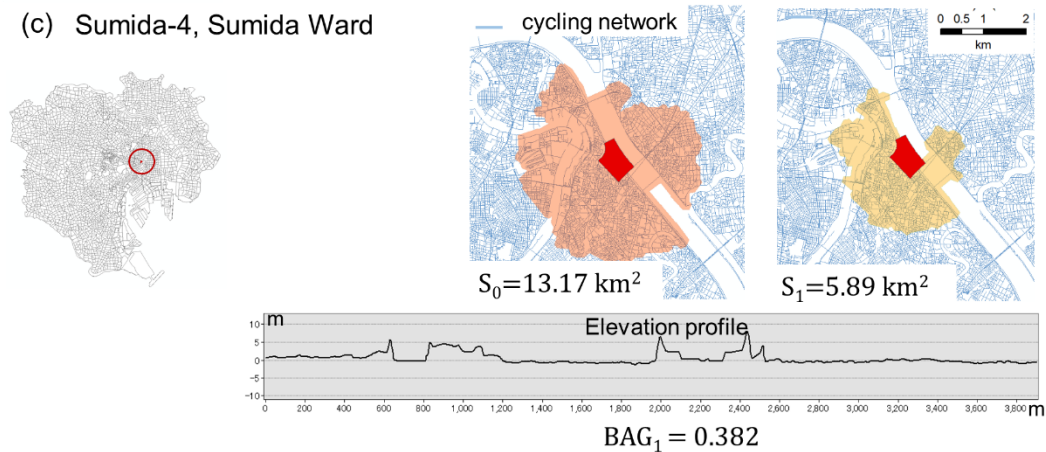 (c) Sumida-4, Sumida Ward
cycling network
0 0.5 1 2
km
S₀=13.17 km²
S₁=5.89 km²
m
Elevation profile
10
5
0
-5
-10
0 200 400 600 800 1,000 1,200 1,400 1,600 1,800 2,000 2,200 2,400 2,600 2,800 3,000 3,200 3,400 3,600 3,800 m
BAG₁ = 0.382